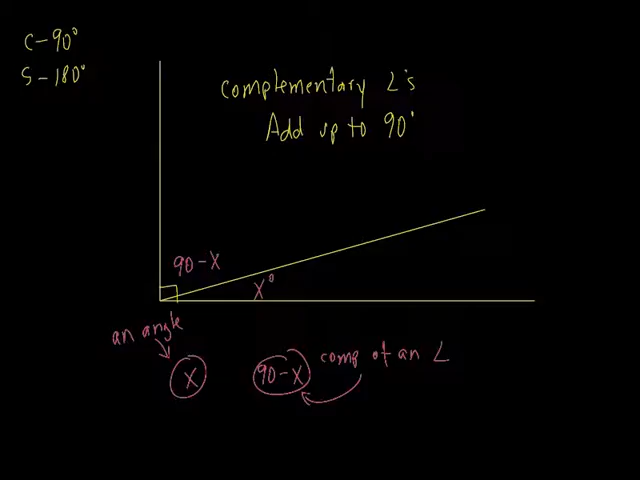 C-90°
S-180°
Complementary ∠'s
Add up to 90°
90-X
X°
an angle
X
90-X
comp of an ∠